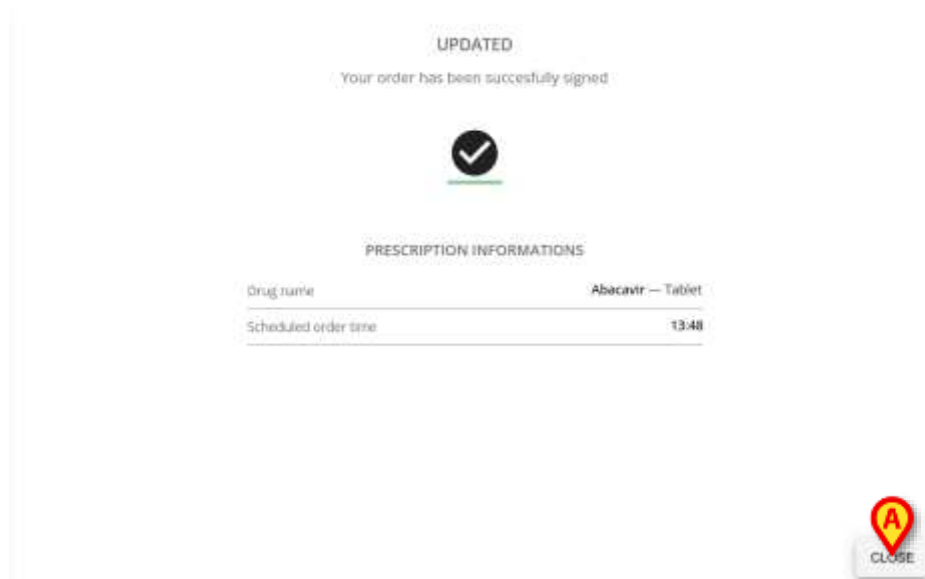 UPDATED
Your order has been succesfully signed
PRESCRIPTION INFORMATIONS
Drug name Abacavir — Tablet
Scheduled order time 13:48
A
CLOSE